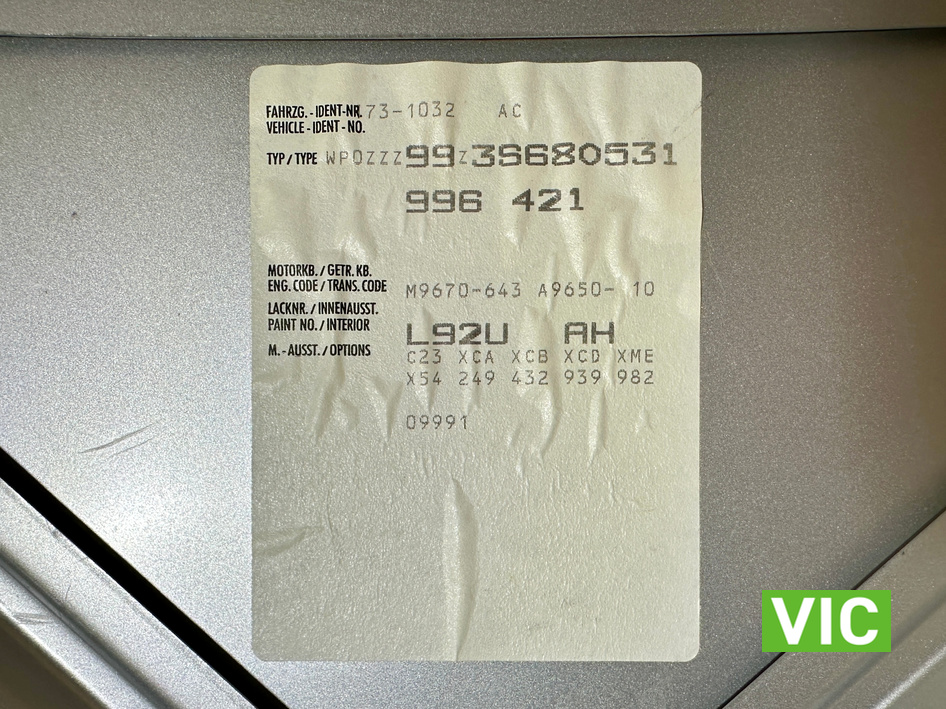 FAHRZG. - IDENT-NR. 73-1032 AC
VEHICLE - IDENT - NO.
TYP / TYPE WP0ZZZ99Z3S680531
996 421
MOTORKB. / GETR. KB.
ENG. CODE / TRANS. CODE M9670-643 A9650- 10
LACKNR. / INNENAUSST.
PAINT NO. / INTERIOR L92U AH
M. - AUSST. / OPTIONS C23 XCA XCB XCD XME
X54 249 432 939 982
09991
VIC